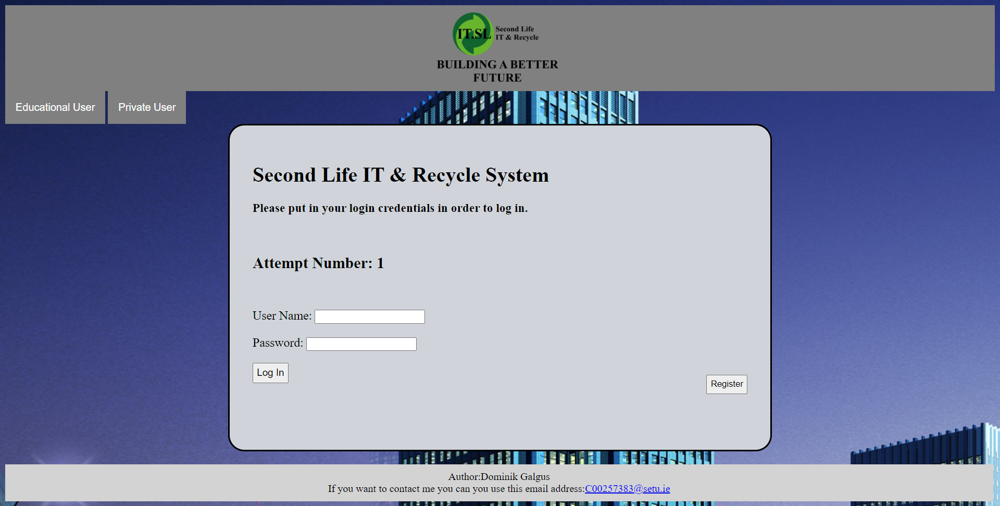 IT.SL
Second Life
IT & Recycle
BUILDING A BETTER
FUTURE
Educational User
Private User
Second Life IT & Recycle System
Please put in your login credentials in order to log in.
Attempt Number: 1
User Name:
Password:
Log In
Register
Author:Dominik Galgus
If you want to contact me you can you use this email address:C00257383@setu.ie